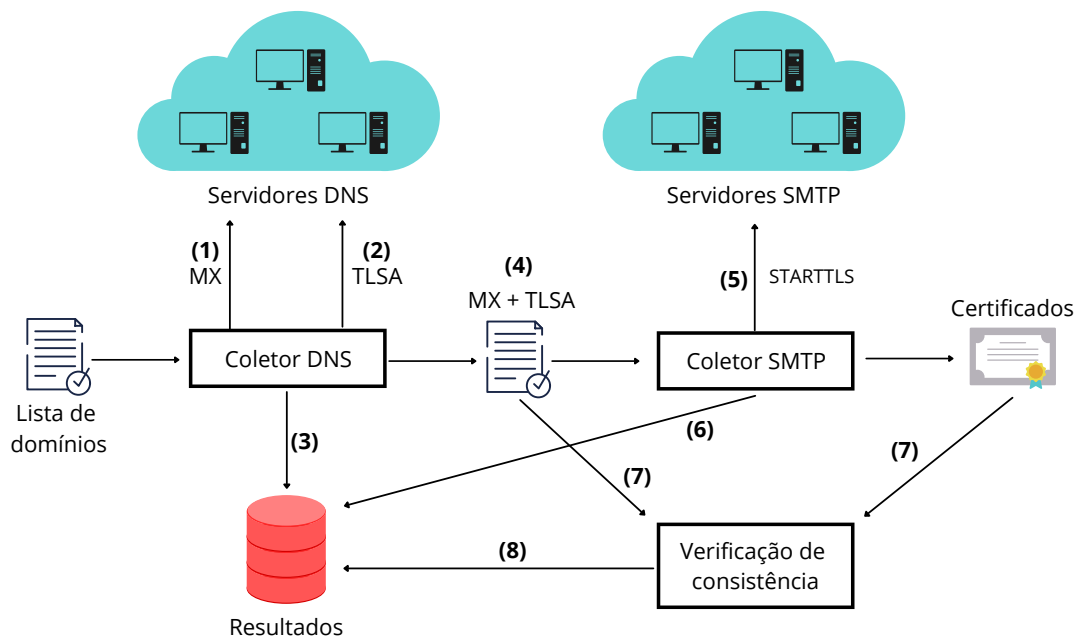 Servidores DNS
Servidores SMTP
(1)
MX
(2)
TLSA
(4)
MX + TLSA
(5)
STARTTLS
Certificados
Coletor DNS
Coletor SMTP
Lista de
domínios
(3)
(6)
(7)
(7)
(8)
Verificação de
consistência
Resultados